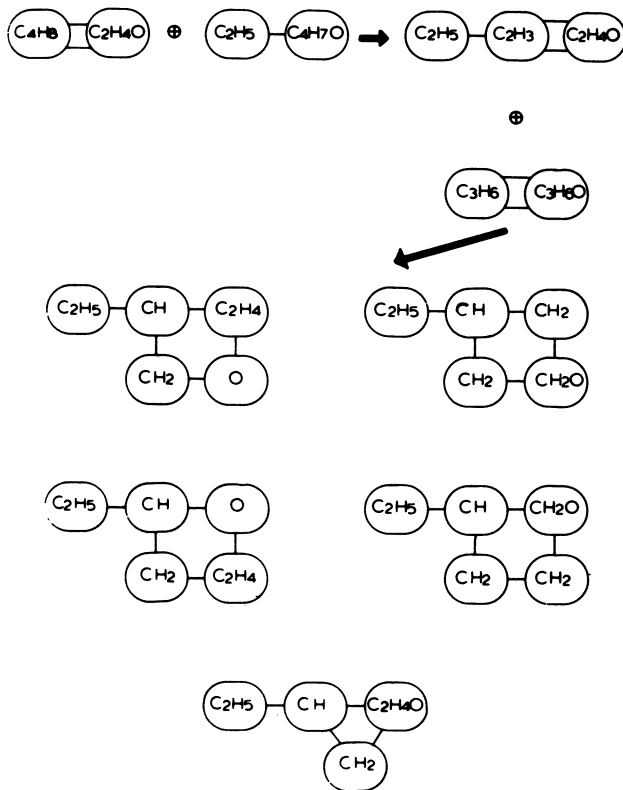 C4H8 C2H4O ⊕ C2H5 C4H7O → C2H5 C2H3 C2H4O
⊕
C3H6 C3H8O
C2H5 CH C2H4 C2H5 CH CH2
CH2 O CH2 CH2O
C2H5 CH O C2H5 CH CH2O
CH2 C2H4 CH2 CH2
C2H5 CH C2H4O
CH2